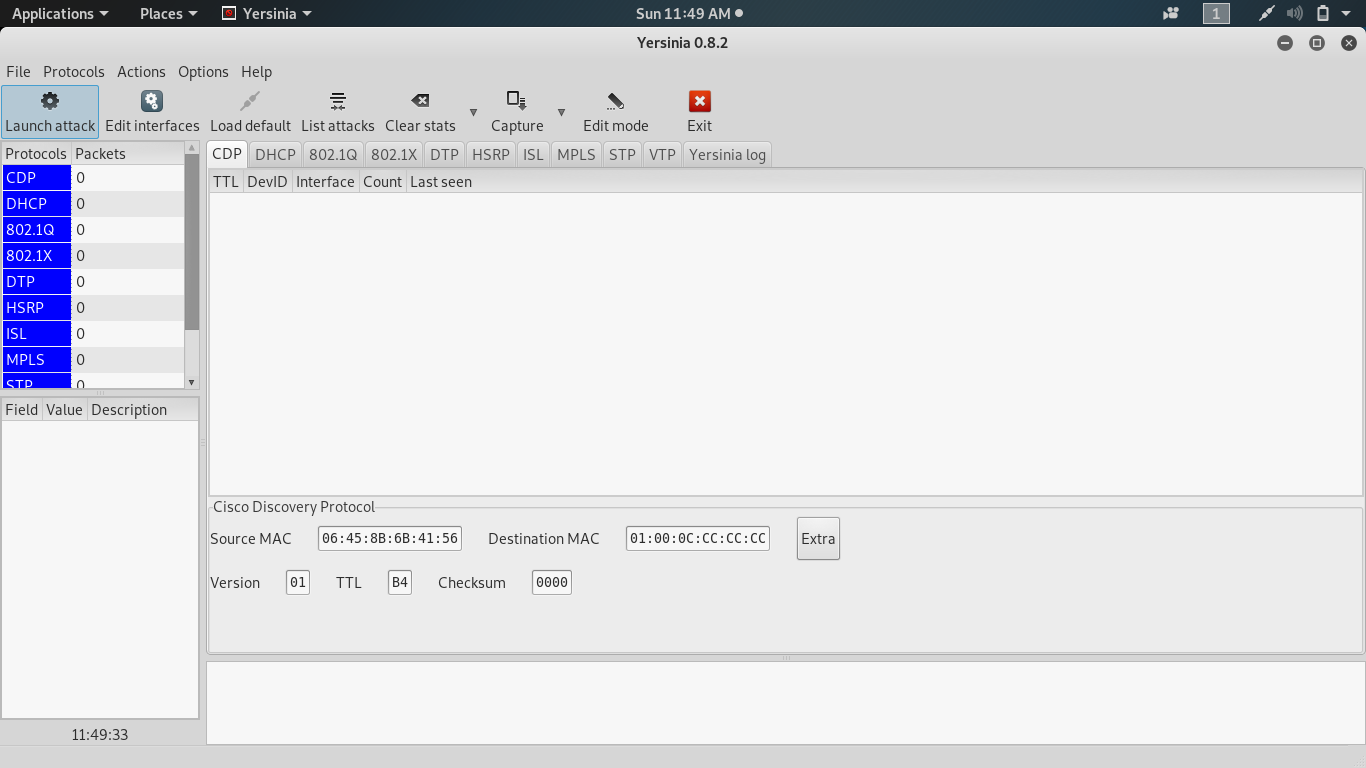 Applications Places Yersinia Sun 11:49 AM 1
Yersinia 0.8.2
File Protocols Actions Options Help
Launch attack Edit interfaces Load default List attacks Clear stats Capture Edit mode Exit
Protocols Packets
CDP 0
DHCP 0
802.1Q 0
802.1X 0
DTP 0
HSRP 0
ISL 0
MPLS 0
STP 0
Field Value Description
11:49:33
CDP DHCP 802.1Q 802.1X DTP HSRP ISL MPLS STP VTP Yersinia log
TTL DevID Interface Count Last seen
Cisco Discovery Protocol
Source MAC 06:45:8B:6B:41:56 Destination MAC 01:00:0C:CC:CC:CC Extra
Version 01 TTL B4 Checksum 0000